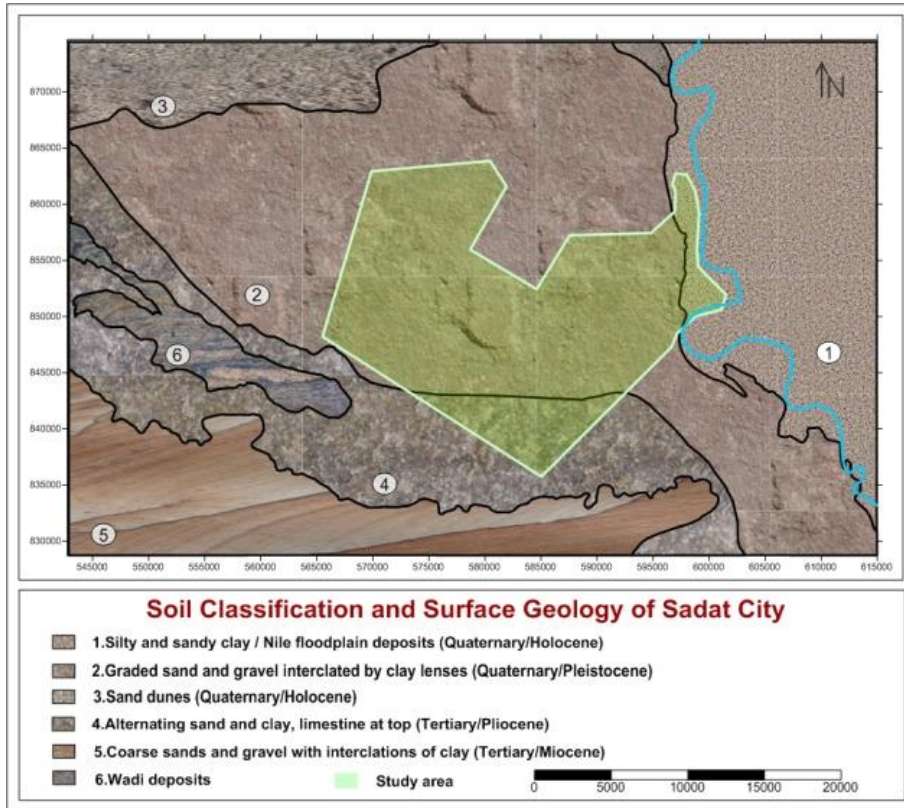 N
870000
865000
860000
855000
850000
845000
840000
835000
830000
3
2
6
1
4
5
545000 550000 555000 560000 565000 570000 575000 580000 585000 590000 595000 600000 605000 610000 615000
Soil Classification and Surface Geology of Sadat City
1.Silty and sandy clay / Nile floodplain deposits (Quaternary/Holocene)
2.Graded sand and gravel interclated by clay lenses (Quaternary/Pleistocene)
3.Sand dunes (Quaternary/Holocene)
4.Alternating sand and clay, limestine at top (Tertiary/Pliocene)
5.Coarse sands and gravel with interclations of clay (Tertiary/Miocene)
6.Wadi deposits
Study area
0 5000 10000 15000 20000